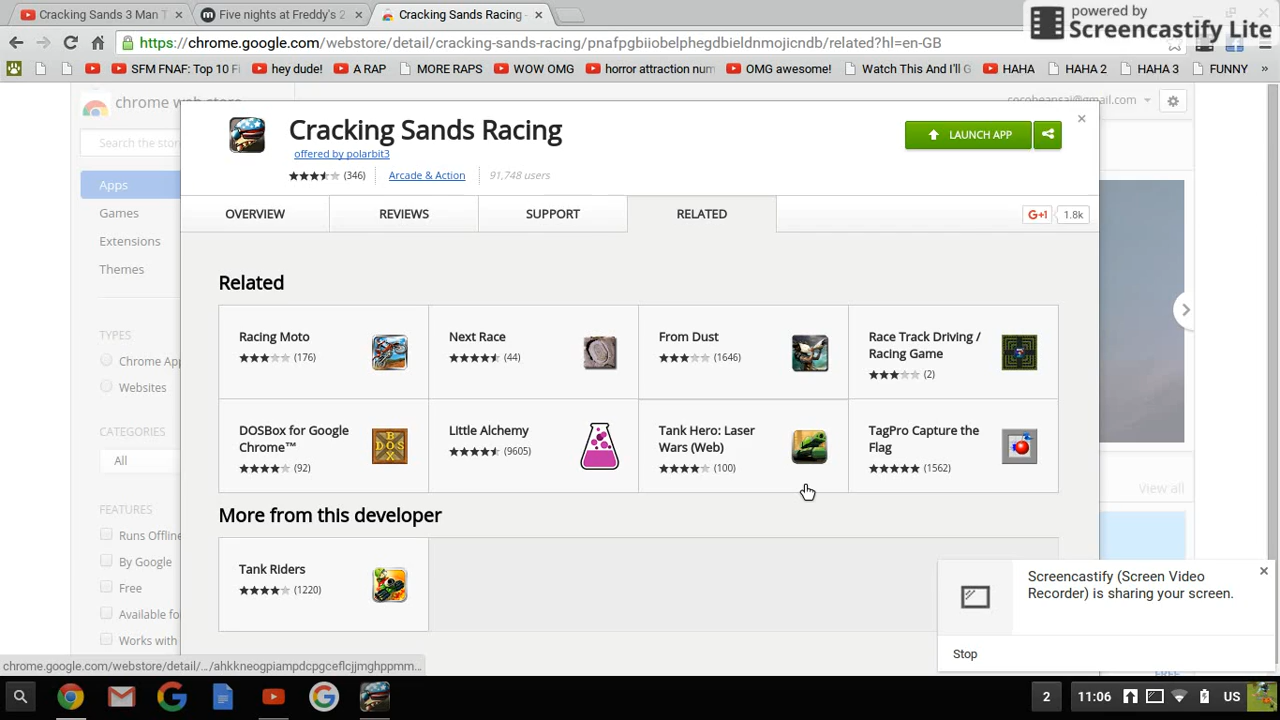 Cracking Sands 3 Man T
Five nights at Freddy's 2
Cracking Sands Racing -
powered by
Screencastify Lite
https://chrome.google.com/webstore/detail/cracking-sands-racing/pnafpgbiiobelphegdbieldnmojicndb/related?hl=en-GB
SFM FNAF: Top 10 Fi
hey dude!
A RAP
MORE RAPS
WOW OMG
horror attraction num
OMG awesome!
Watch This And I'll G
HAHA
HAHA 2
HAHA 3
FUNNY
chrome web store
Search the store
Apps
Games
Extensions
Themes
TYPES
Chrome App
Websites
CATEGORIES
All
FEATURES
Runs Offline
By Google
Free
Available fo
Works with
Cracking Sands Racing
offered by polarbit3
(346)
Arcade & Action
91,748 users
LAUNCH APP
OVERVIEW
REVIEWS
SUPPORT
RELATED
G+1
1.8k
Related
Racing Moto
(176)
Next Race
(44)
From Dust
(1646)
Race Track Driving /
Racing Game
(2)
DOSBox for Google
Chrome™
(92)
Little Alchemy
(9605)
Tank Hero: Laser
Wars (Web)
(100)
TagPro Capture the
Flag
(1562)
More from this developer
Tank Riders
(1220)
View all
Screencastify (Screen Video
Recorder) is sharing your screen.
Stop
FREE
chrome.google.com/webstore/detail/.../ahkkneogpiampdcpgceflcjjmghppmm...
2
11:06
US